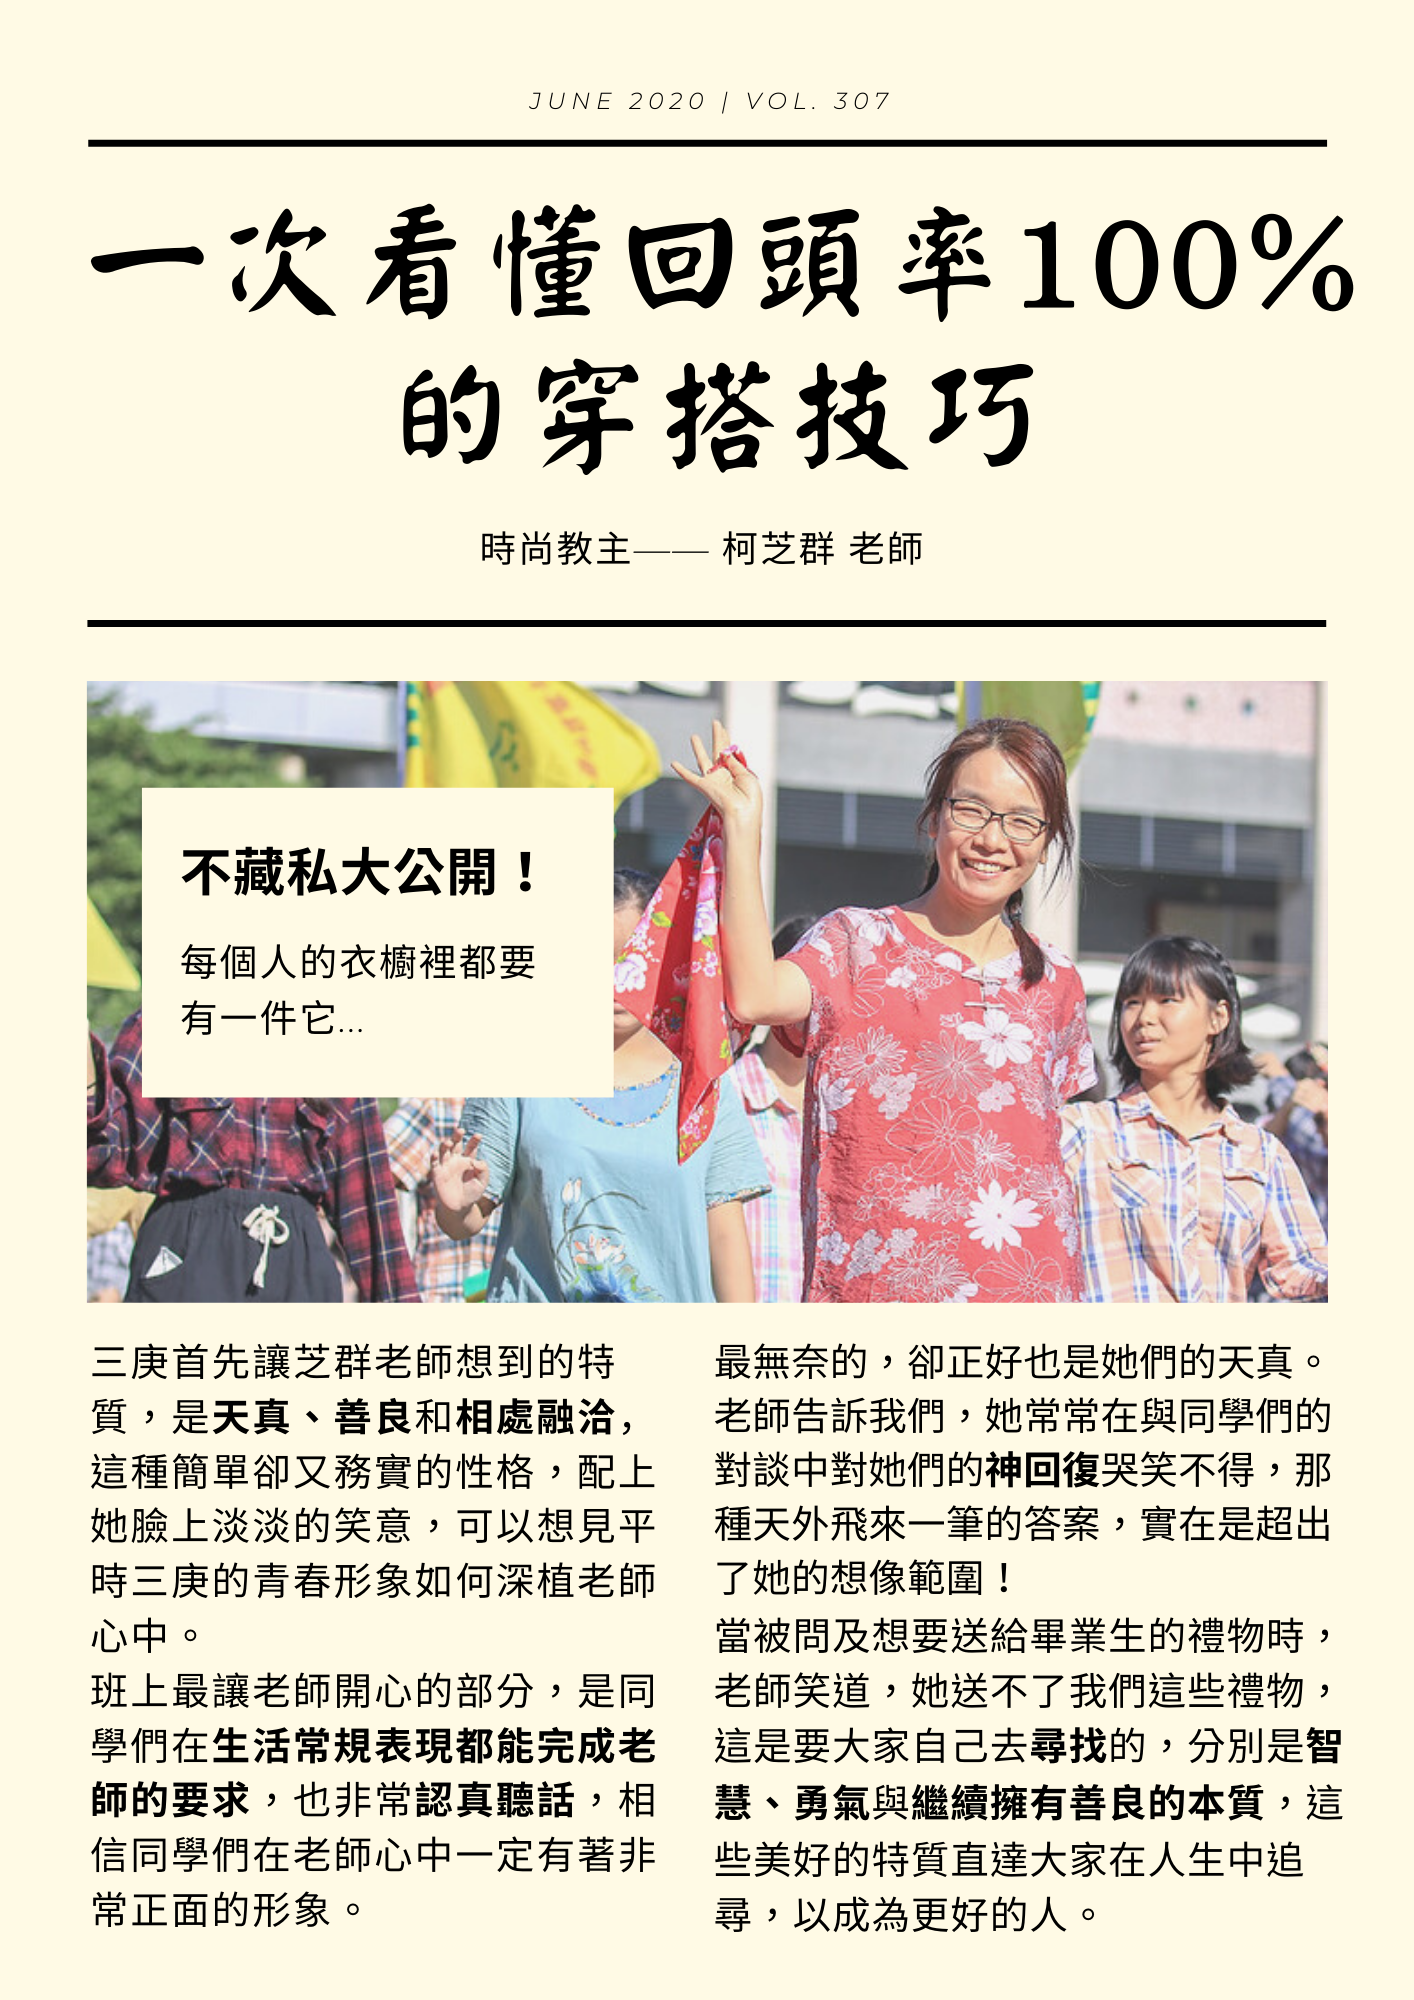 JUNE 2020 | VOL. 307
一次看懂回頭率100%
的穿搭技巧
時尚教主—— 柯芝群 老師
不藏私大公開！
每個人的衣櫥裡都要
有一件它...
三庚首先讓芝群老師想到的特
質，是天真、善良和相處融洽，
這種簡單卻又務實的性格，配上
她臉上淡淡的笑意，可以想見平
時三庚的青春形象如何深植老師
心中。
班上最讓老師開心的部分，是同
學們在生活常規表現都能完成老
師的要求，也非常認真聽話，相
信同學們在老師心中一定有著非
常正面的形象。
最無奈的，卻正好也是她們的天真。
老師告訴我們，她常常在與同學們的
對談中對她們的神回復哭笑不得，那
種天外飛來一筆的答案，實在是超出
了她的想像範圍！
當被問及想要送給畢業生的禮物時，
老師笑道，她送不了我們這些禮物，
這是要大家自己去尋找的，分別是智
慧、勇氣與繼續擁有善良的本質，這
些美好的特質直達大家在人生中追
尋，以成為更好的人。